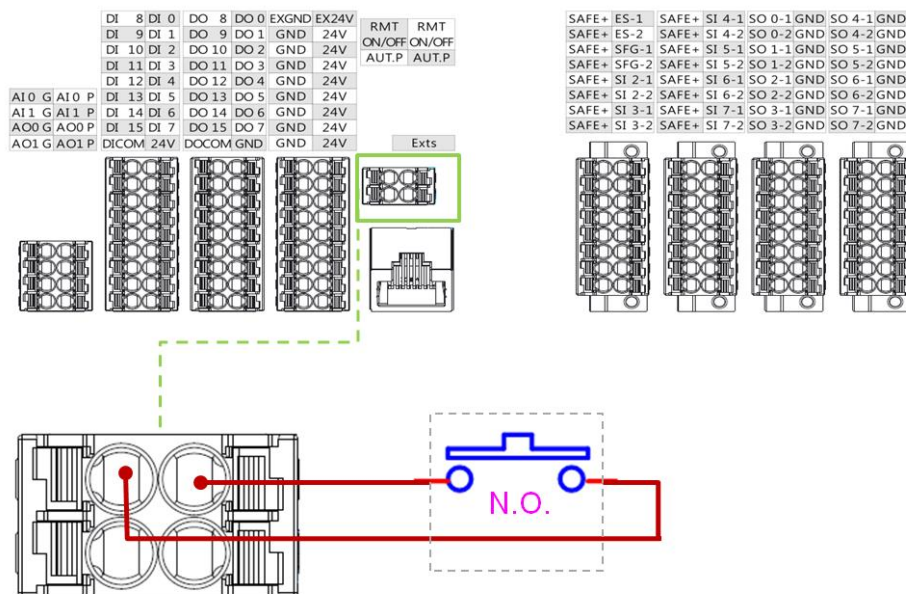 DI 8 DI 0 DO 8 DO 0 EXGND EX24V
DI 9 DI 1 DO 9 DO 1 GND 24V
DI 10 DI 2 DO 10 DO 2 GND 24V
DI 11 DI 3 DO 11 DO 3 GND 24V
DI 12 DI 4 DO 12 DO 4 GND 24V
AI0 G AI0 P DI 13 DI 5 DO 13 DO 5 GND 24V
AI1 G AI1 P DI 14 DI 6 DO 14 DO 6 GND 24V
AO0 G AO0 P DI 15 DI 7 DO 15 DO 7 GND 24V
AO1 G AO1 P DICOM 24V DOCOM GND GND 24V
RMT RMT
ON/OFF ON/OFF
AUT.P AUT.P
Exts
SAFE+ ES-1 SAFE+ SI 4-1 SO 0-1 GND SO 4-1 GND
SAFE+ ES-2 SAFE+ SI 4-2 SO 0-2 GND SO 4-2 GND
SAFE+ SFG-1 SAFE+ SI 5-1 SO 1-1 GND SO 5-1 GND
SAFE+ SFG-2 SAFE+ SI 5-2 SO 1-2 GND SO 5-2 GND
SAFE+ SI 2-1 SAFE+ SI 6-1 SO 2-1 GND SO 6-1 GND
SAFE+ SI 2-2 SAFE+ SI 6-2 SO 2-2 GND SO 6-2 GND
SAFE+ SI 3-1 SAFE+ SI 7-1 SO 3-1 GND SO 7-1 GND
SAFE+ SI 3-2 SAFE+ SI 7-2 SO 3-2 GND SO 7-2 GND
N.O.